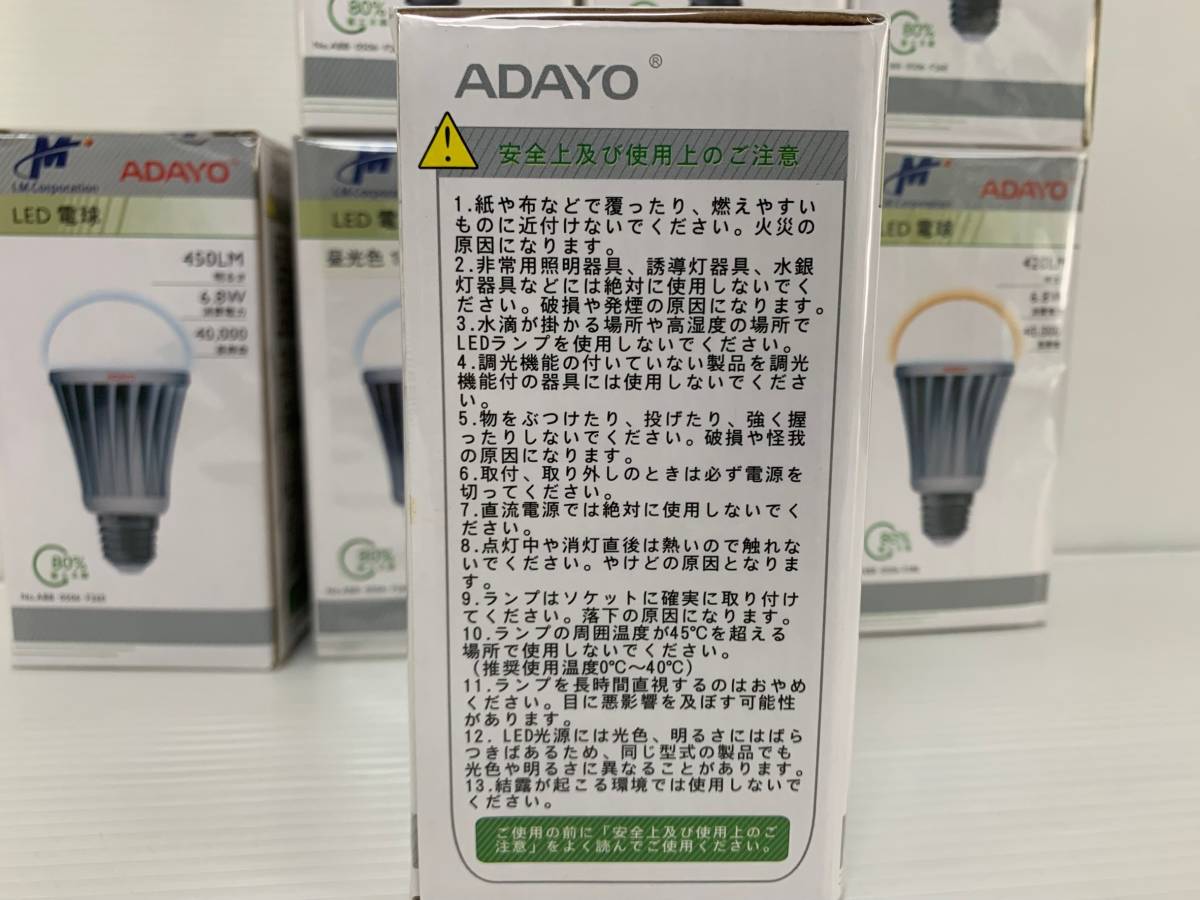 ADAYO®
安全上及び使用上のご注意
1.紙や布などで覆ったり、燃えやすい
ものに近付けないでください。火災の
原因になります。
2.非常用照明器具、誘導灯器具、水銀
灯器具などには絶対に使用しないでく
ださい。破損や発煙の原因になります。
3.水滴が掛かる場所や高湿度の場所で
LEDランプを使用しないでください。
4.調光機能の付いていない製品を調光
機能付の器具には使用しないでくださ
い。
5.物をぶつけたり、投げたり、強く握
ったりしないでください。破損や怪我
の原因になります。
6.取付、取り外しのときは必ず電源を
切ってください。
7.直流電源では絶対に使用しないでく
ださい。
8.点灯中や消灯直後は熱いので触れな
いでください。やけどの原因となりま
す。
9.ランプはソケットに確実に取り付け
てください。落下の原因になります。
10.ランプの周囲温度が45℃を超える
場所で使用しないでください。
（推奨使用温度0℃～40℃）
11.ランプを長時間直視するのはおやめ
ください。目に悪影響を及ぼす可能性
があります。
12. LED光源には光色、明るさにはばら
つきばあるため、同じ型式の製品でも
光色や明るさに異なることがあります。
13.結露が起こる環境では使用しないで
ください。
ご使用の前に「安全上及び使用上のご
注意」をよく読んでご使用ください。
LM Corporation
ADAYO
LED 電球
450LM
明るさ
6.8W
消費電力
40,000
80%
LED 電
昼光色
80%
ADAYO
LED 電球
420LM
6.8W
40,000
80%
80%
80%